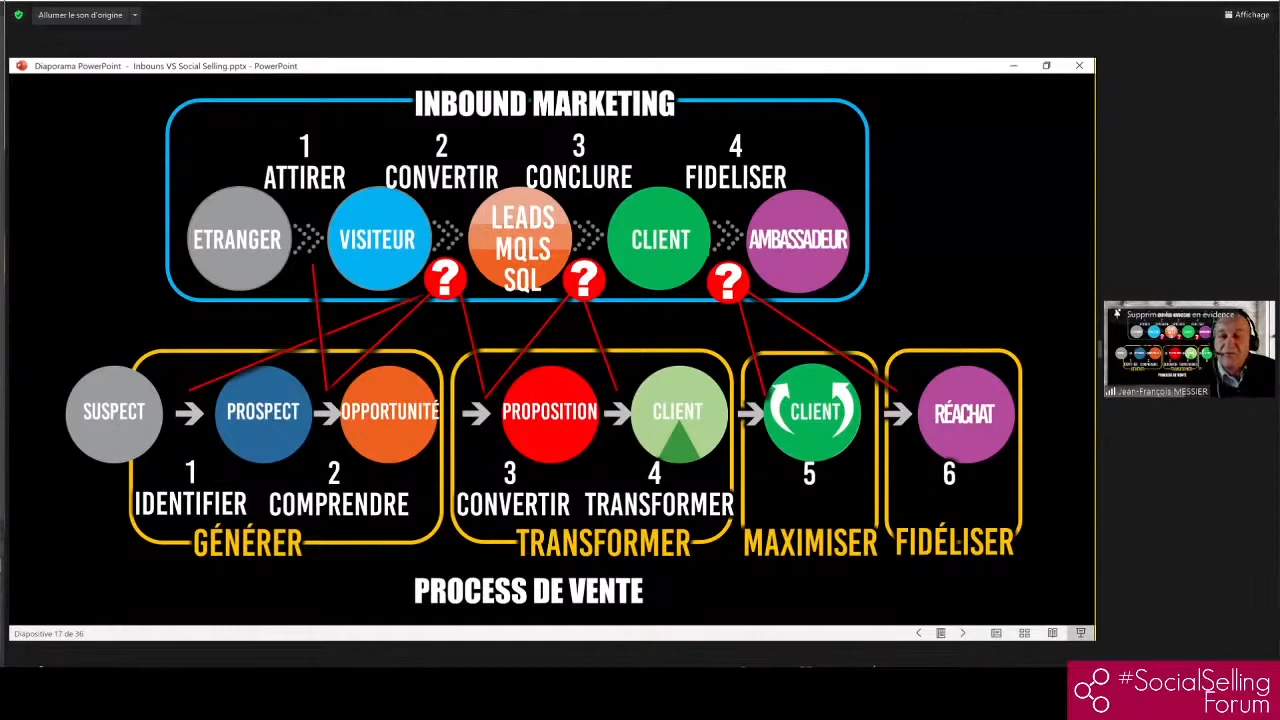 Allumer le son d'origine
Affichage
Diaporama PowerPoint - Inbouns VS Social Selling.pptx - PowerPoint
INBOUND MARKETING
1 2 3 4
ATTIRER CONVERTIR CONCLURE FIDELISER
ETRANGER VISITEUR LEADS MQLS SQL CLIENT AMBASSADEUR
? ? ?
SUSPECT PROSPECT OPPORTUNITÉ PROPOSITION CLIENT CLIENT RÉACHAT
1 2 3 4 5 6
IDENTIFIER COMPRENDRE CONVERTIR TRANSFORMER
GÉNÉRER TRANSFORMER MAXIMISER FIDÉLISER
PROCESS DE VENTE
Diapositive 17 de 36
Jean-François MESSIER
#SocialSelling
Forum